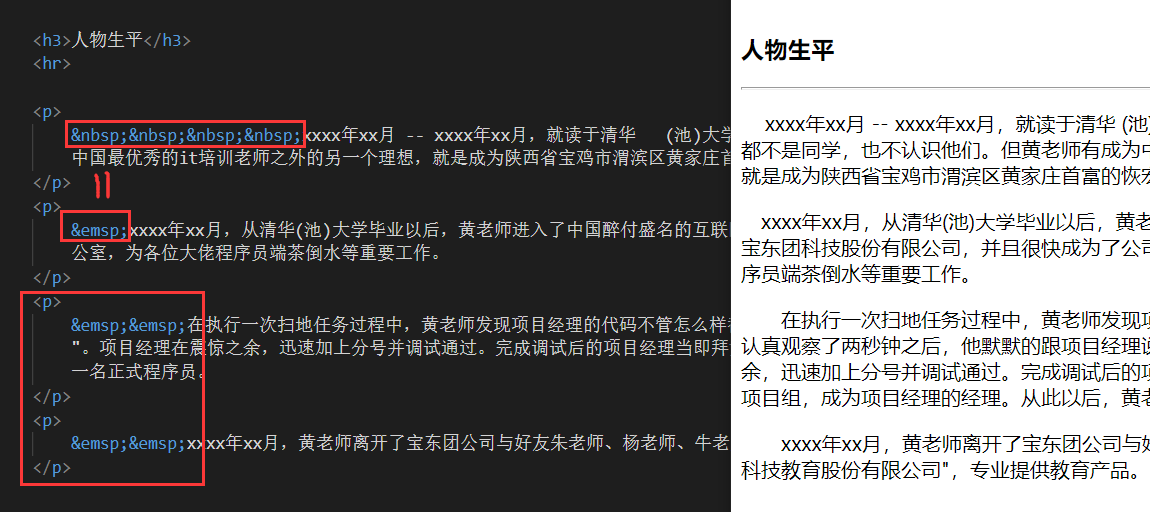 <h3>人物生平</h3>
<hr>
<p>
&nbsp;&nbsp;&nbsp;&nbsp;xxxx年xx月 -- xxxx年xx月，就读于清华   (池)大学
中国最优秀的it培训老师之外的另一个理想，就是成为陕西省宝鸡市渭滨区黄家庄首
</p>
<p>
&emsp;xxxx年xx月，从清华(池)大学毕业以后，黄老师进入了中国醉付盛名的互联
公室，为各位大佬程序员端茶倒水等重要工作。
</p>
<p>
&emsp;&emsp;在执行一次扫地任务过程中，黄老师发现项目经理的代码不管怎么样
"。项目经理在震惊之余，迅速加上分号并调试通过。完成调试后的项目经理当即拜
一名正式程序员。
</p>
<p>
&emsp;&emsp;xxxx年xx月，黄老师离开了宝东团公司与好友朱老师、杨老师、牛老
</p>
人物生平
xxxx年xx月 -- xxxx年xx月，就读于清华 (池)
都不是同学，也不认识他们。但黄老师有成为中
就是成为陕西省宝鸡市渭滨区黄家庄首富的恢宏
xxxx年xx月，从清华(池)大学毕业以后，黄老
宝东团科技股份有限公司，并且很快成为了公司
序员端茶倒水等重要工作。
在执行一次扫地任务过程中，黄老师发现项
认真观察了两秒钟之后，他默默的跟项目经理说
余，迅速加上分号并调试通过。完成调试后的项
项目组，成为项目经理的经理。从此以后，黄老
xxxx年xx月，黄老师离开了宝东团公司与好
科技教育股份有限公司"，专业提供教育产品。